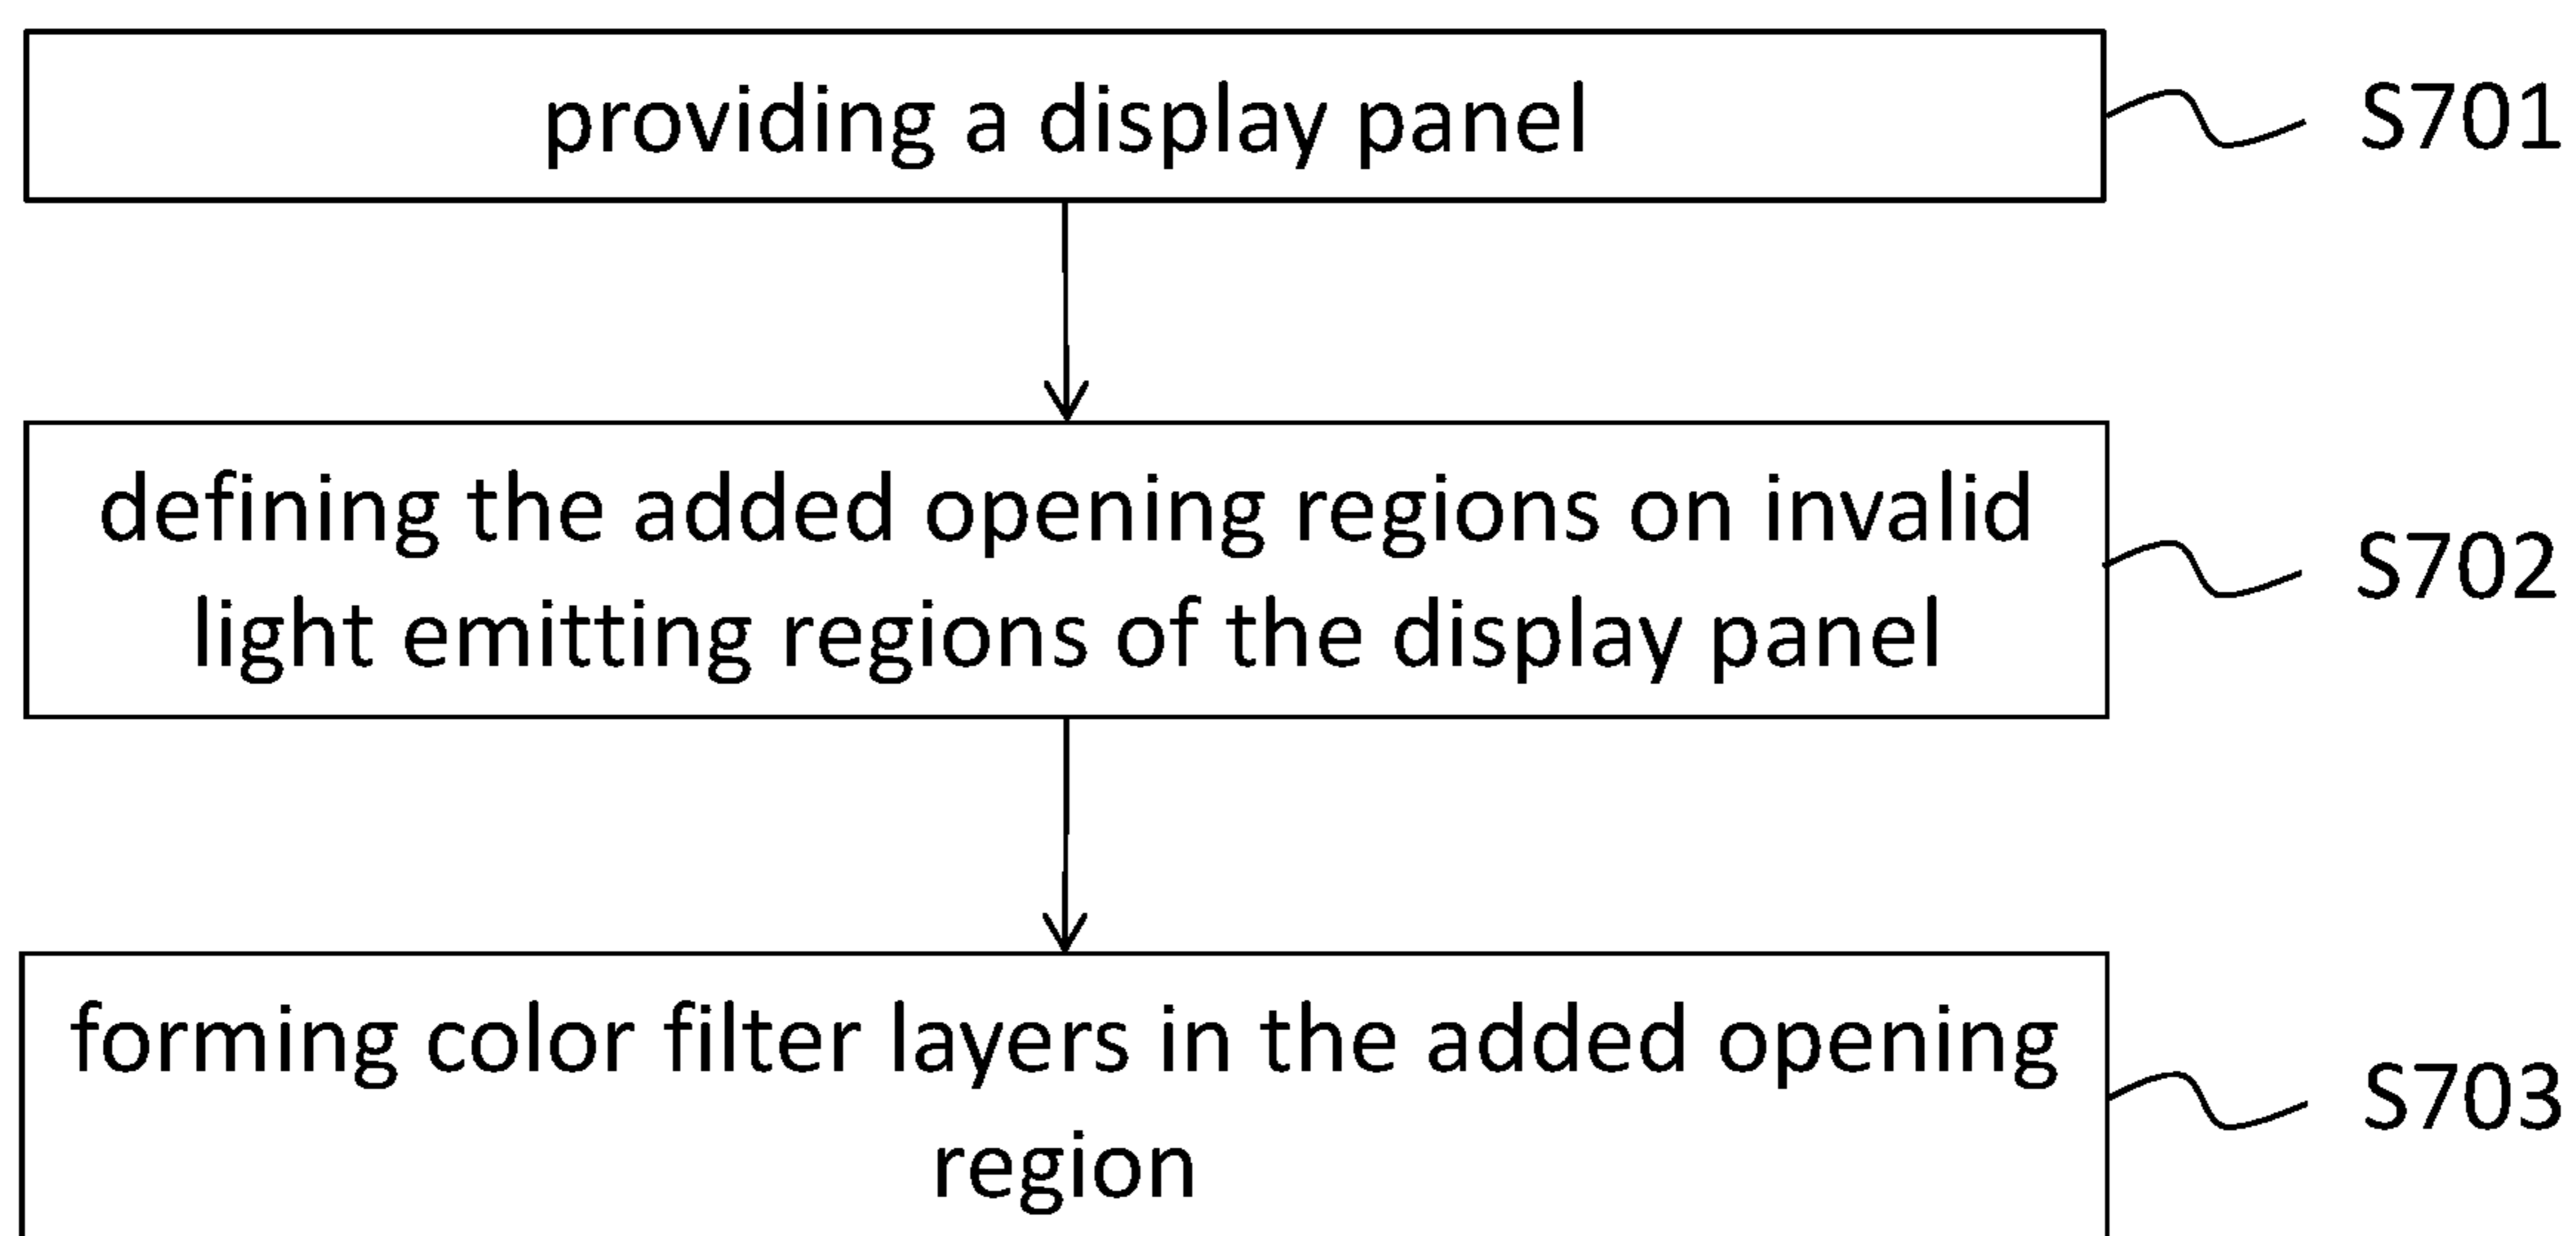 providing a display panel
S701
defining the added opening regions on invalid
light emitting regions of the display panel
S702
forming color filter layers in the added opening
region
S703